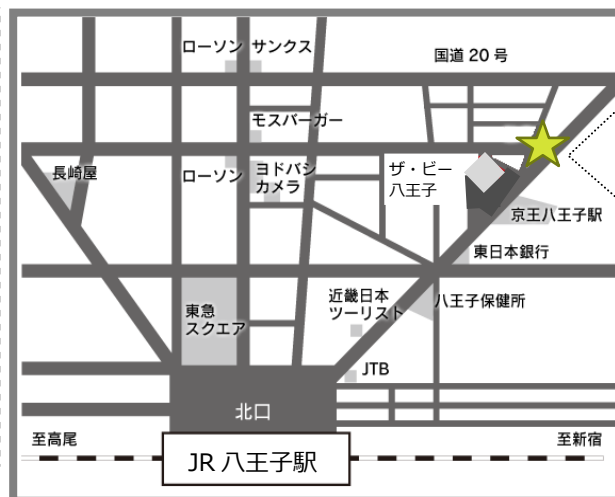 ローソン サンクス
国道 20 号
モスバーガー
長崎屋
ローソン
ヨドバシ
カメラ
ザ・ビー
八王子
京王八王子駅
東日本銀行
東急
スクエア
近畿日本
ツーリスト
八王子保健所
JTB
北口
至高尾
至新宿
JR 八王子駅